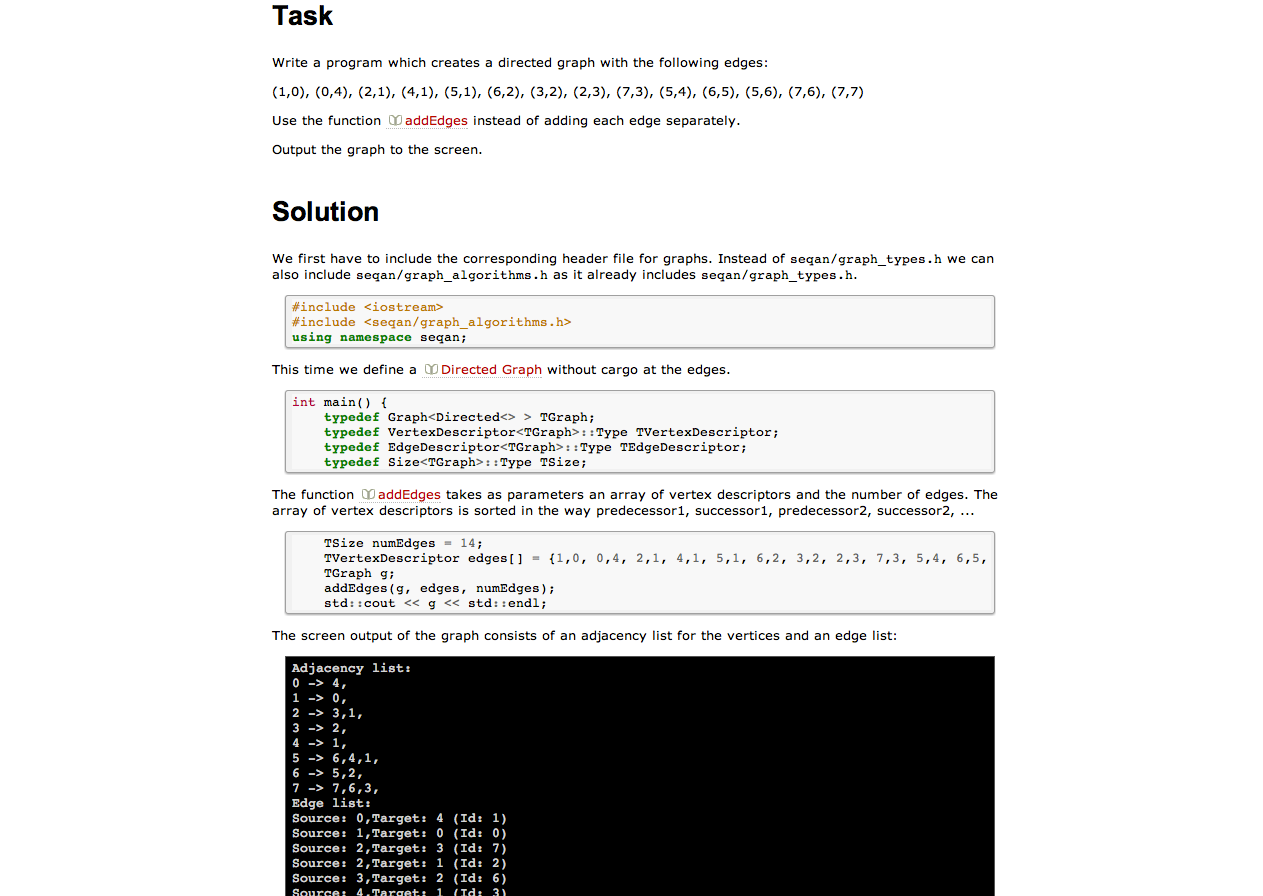 Task
Write a program which creates a directed graph with the following edges:
(1,0), (0,4), (2,1), (4,1), (5,1), (6,2), (3,2), (2,3), (7,3), (5,4), (6,5), (5,6), (7,6), (7,7)
Use the function addEdges instead of adding each edge separately.
Output the graph to the screen.
Solution
We first have to include the corresponding header file for graphs. Instead of seqan/graph_types.h we can
also include seqan/graph_algorithms.h as it already includes seqan/graph_types.h.
#include <iostream>
#include <seqan/graph_algorithms.h>
using namespace seqan;
This time we define a Directed Graph without cargo at the edges.
int main() {
    typedef Graph<Directed<> > TGraph;
    typedef VertexDescriptor<TGraph>::Type TVertexDescriptor;
    typedef EdgeDescriptor<TGraph>::Type TEdgeDescriptor;
    typedef Size<TGraph>::Type TSize;
The function addEdges takes as parameters an array of vertex descriptors and the number of edges. The
array of vertex descriptors is sorted in the way predecessor1, successor1, predecessor2, successor2, ...
    TSize numEdges = 14;
    TVertexDescriptor edges[] = {1,0, 0,4, 2,1, 4,1, 5,1, 6,2, 3,2, 2,3, 7,3, 5,4, 6,5,
    TGraph g;
    addEdges(g, edges, numEdges);
    std::cout << g << std::endl;
The screen output of the graph consists of an adjacency list for the vertices and an edge list:
Adjacency list:
0 -> 4,
1 -> 0,
2 -> 3,1,
3 -> 2,
4 -> 1,
5 -> 6,4,1,
6 -> 5,2,
7 -> 7,6,3,
Edge list:
Source: 0,Target: 4 (Id: 1)
Source: 1,Target: 0 (Id: 0)
Source: 2,Target: 3 (Id: 7)
Source: 2,Target: 1 (Id: 2)
Source: 3,Target: 2 (Id: 6)
Source: 4,Target: 1 (Id: 3)